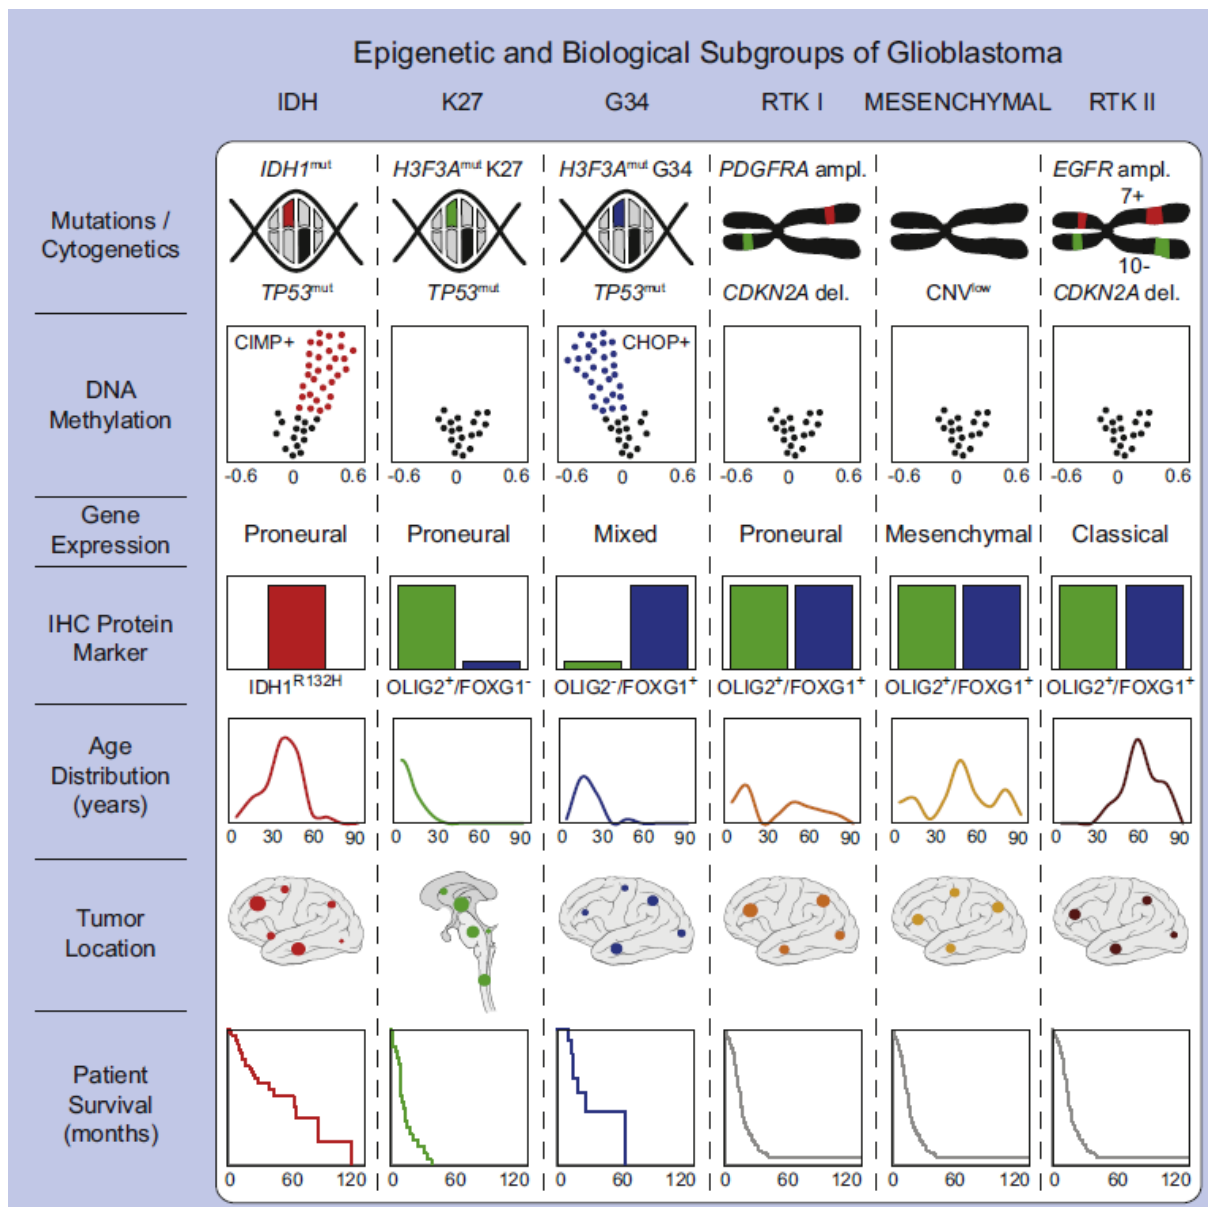 Epigenetic and Biological Subgroups of Glioblastoma
IDH K27 G34 RTK I MESENCHYMAL RTK II
Mutations /
Cytogenetics
IDH1mut H3F3Amut K27 H3F3Amut G34 PDGFRA ampl. EGFR ampl.
7+
10-
TP53mut TP53mut TP53mut CDKN2A del. CNVlow CDKN2A del.
DNA
Methylation
CIMP+ CHOP+
-0.6 0 0.6 -0.6 0 0.6 -0.6 0 0.6 -0.6 0 0.6 -0.6 0 0.6 -0.6 0 0.6
Gene
Expression
Proneural Proneural Mixed Proneural Mesenchymal Classical
IHC Protein
Marker
IDH1R132H OLIG2+/FOXG1- OLIG2-/FOXG1+ OLIG2+/FOXG1+ OLIG2+/FOXG1+ OLIG2+/FOXG1+
Age
Distribution
(years)
0 30 60 90 0 30 60 90 0 30 60 90 0 30 60 90 0 30 60 90 0 30 60 90
Tumor
Location
Patient
Survival
(months)
0 60 120 0 60 120 0 60 120 0 60 120 0 60 120 0 60 120